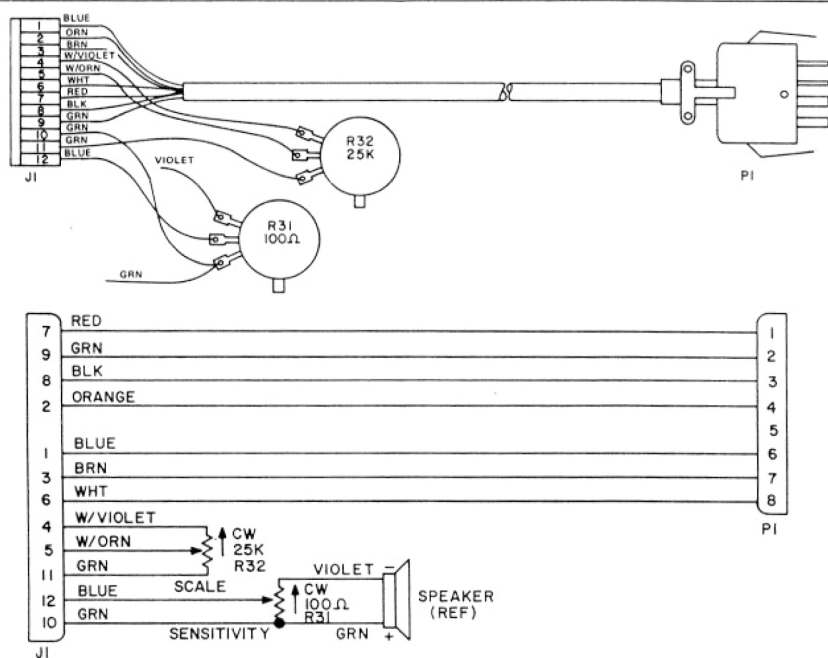 1 BLUE
2 ORN
3 BRN
4 W/VIOLET
5 W/ORN
6 WHT
7 RED
8 BLK
9 GRN
10 GRN
11 GRN
12 BLUE
J1
R32
25K
P1
VIOLET
R31
100Ω
GRN
7 RED 1
9 GRN 2
8 BLK 3
2 ORANGE 4
5
1 BLUE 6
3 BRN 7
6 WHT 8
P1
4 W/VIOLET
5 W/ORN
11 GRN
CW
25K
R32
SCALE
12 BLUE
10 GRN
VIOLET −
CW
100Ω
R31
SENSITIVITY
GRN +
SPEAKER
(REF)
J1